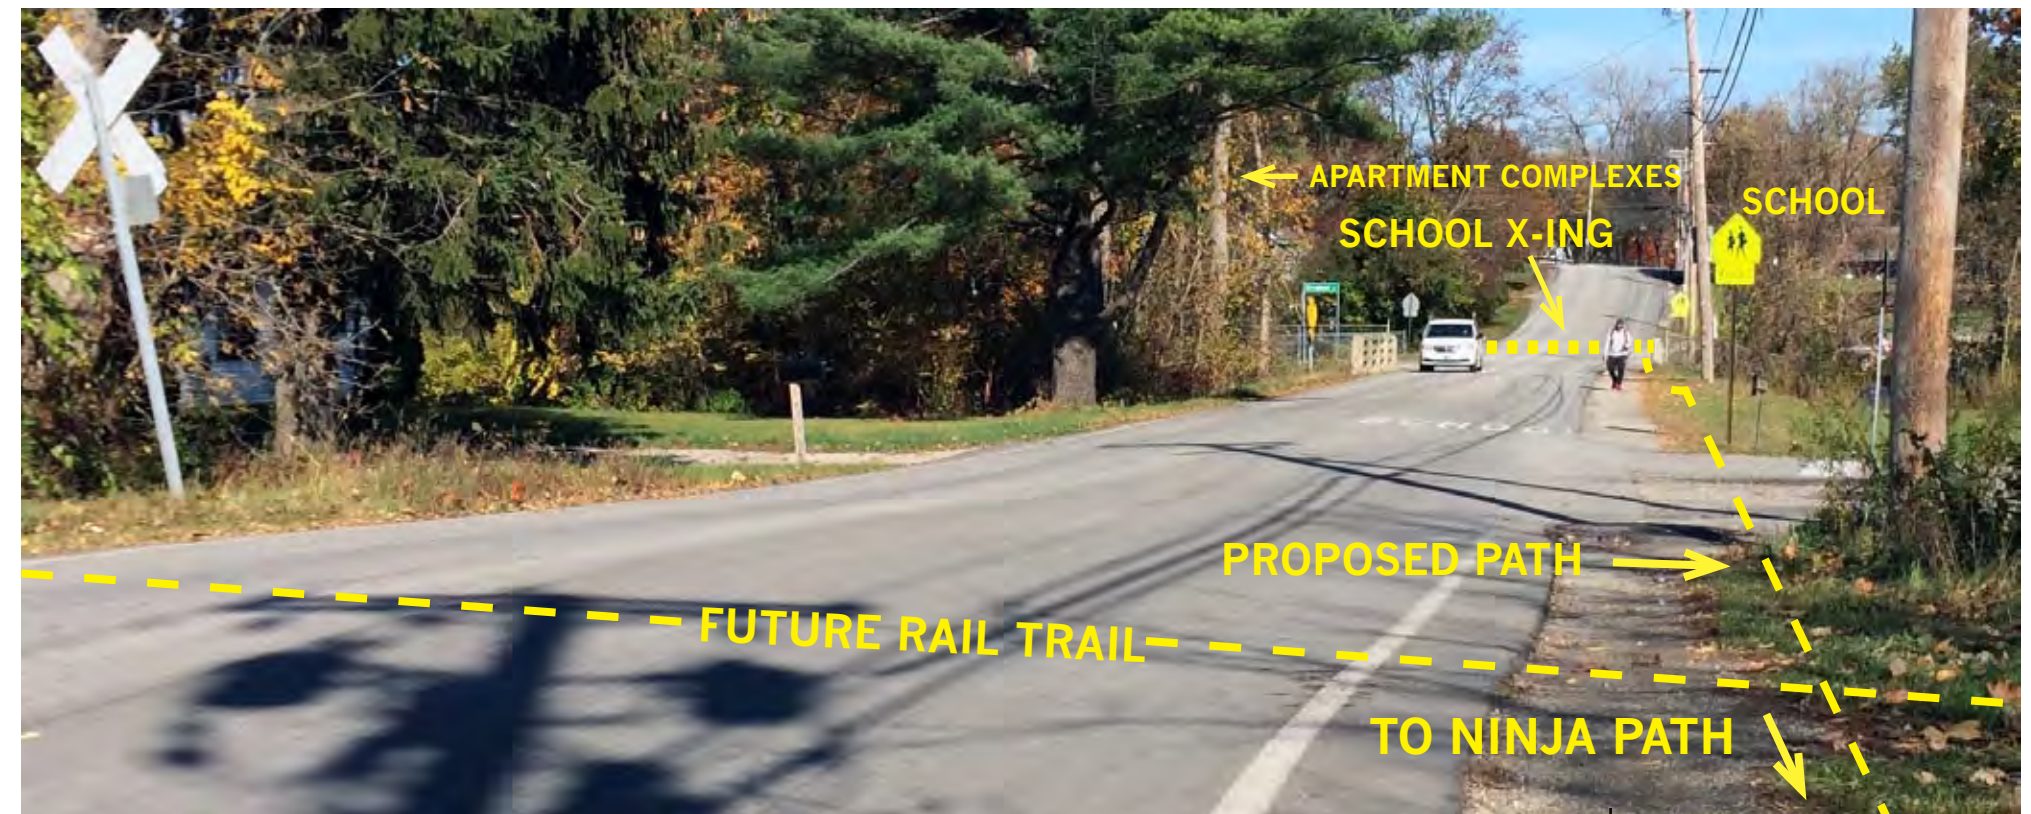 APARTMENT COMPLEXES
SCHOOL
SCHOOL X-ING
PROPOSED PATH
FUTURE RAIL TRAIL
TO NINJA PATH